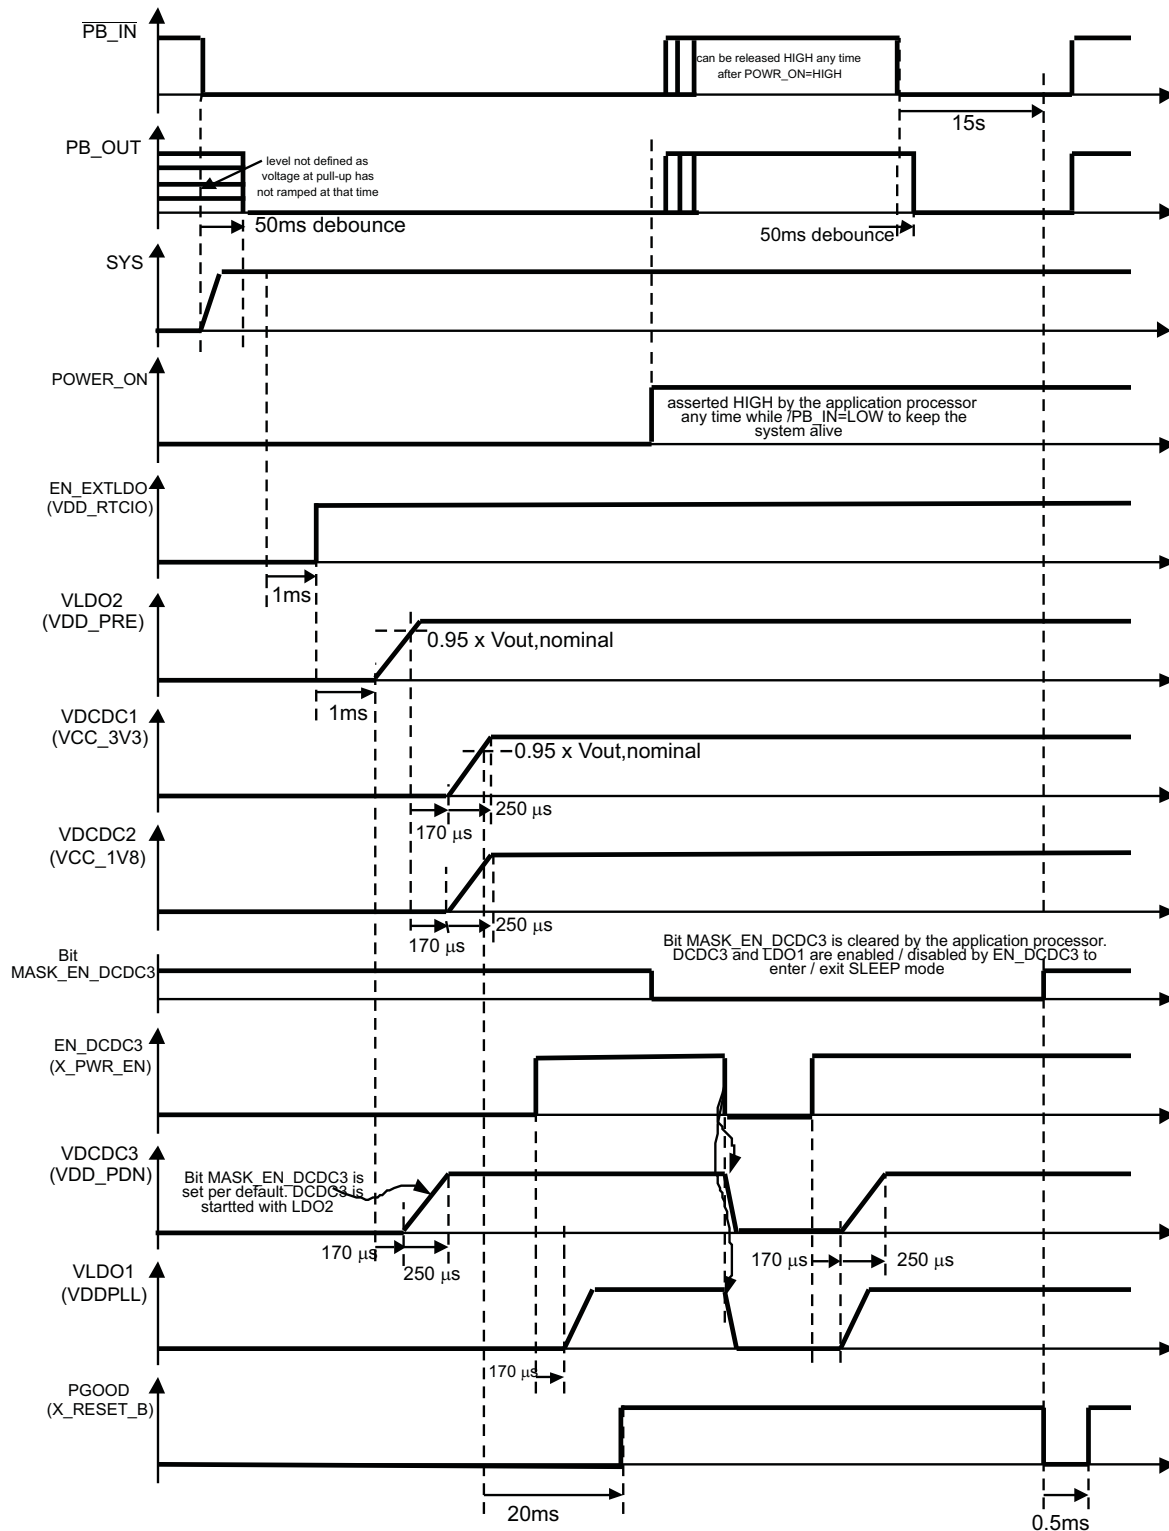 PB_IN
can be released HIGH any time
after POWR_ON=HIGH
15s
PB_OUT
level not defined as
voltage at pull-up has
not ramped at that time
50ms debounce
50ms debounce
SYS
POWER_ON
asserted HIGH by the application processor
any time while /PB_IN=LOW to keep the
system alive
EN_EXTLDO
(VDD_RTCIO)
1ms
VLDO2
(VDD_PRE)
0.95 x Vout,nominal
1ms
VDCDC1
(VCC_3V3)
0.95 x Vout,nominal
250 µs
170 µs
VDCDC2
(VCC_1V8)
250 µs
170 µs
Bit
MASK_EN_DCDC3
Bit MASK_EN_DCDC3 is cleared by the application processor.
DCDC3 and LDO1 are enabled / disabled by EN_DCDC3 to
enter / exit SLEEP mode
EN_DCDC3
(X_PWR_EN)
VDCDC3
(VDD_PDN)
Bit MASK_EN_DCDC3 is
set per default. DCDC3 is
startted with LDO2
170 µs
250 µs
170 µs
250 µs
VLDO1
(VDDPLL)
170 µs
PGOOD
(X_RESET_B)
20ms
0.5ms